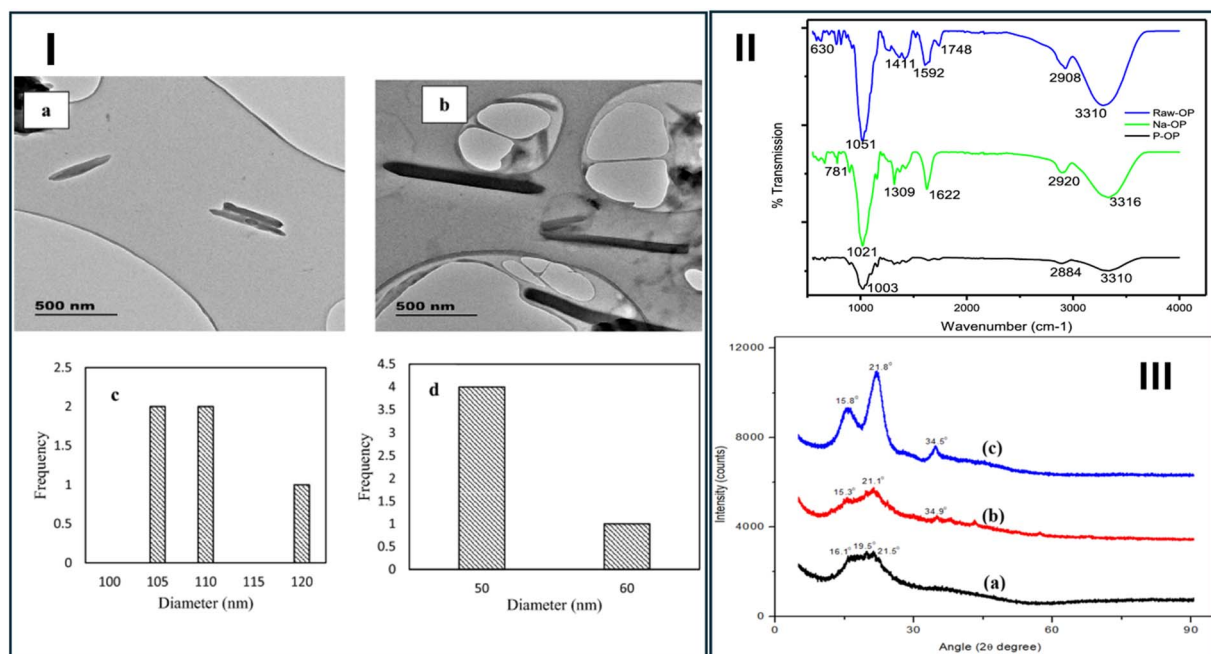 I
a
500 nm
b
500 nm
c
Frequency
2.5
2
1.5
1
0.5
0
100 105 110 115 120
Diameter (nm)
d
Frequency
4.5
4
3.5
3
2.5
2
1.5
1
0.5
0
50 60
Diameter (nm)
II
% Transmission
630
1051
1411
1592
1748
2908
3310
Raw-OP
Na-OP
P-OP
781
1021
1309
1622
2920
3316
1003
2884
3310
1000 2000 3000 4000
Wavenumber (cm-1)
III
Intensity (counts)
12000
8000
4000
0
15.8°
21.8°
34.5°
(c)
15.3°
21.1°
34.9°
(b)
16.1° 19.5° 21.5°
(a)
0 30 60 90
Angle (2θ degree)